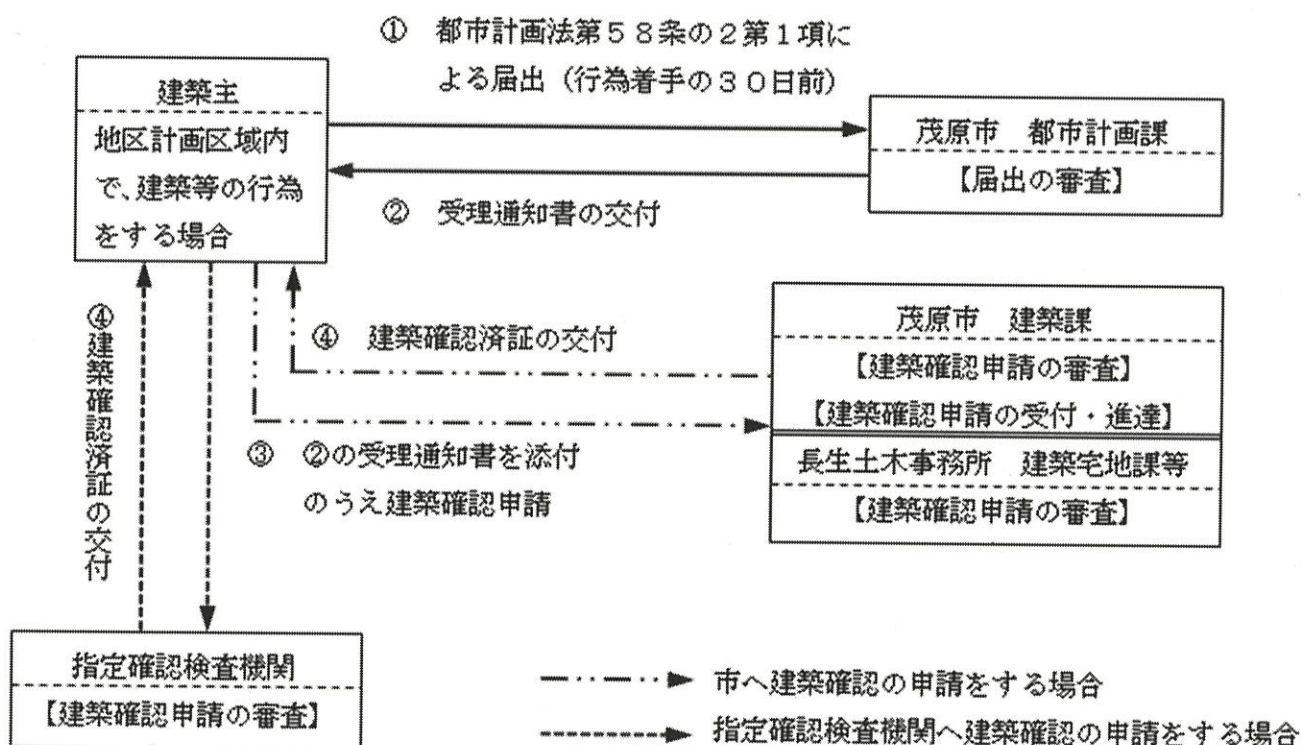 ① 都市計画法第58条の2第1項に
よる届出（行為着手の30日前）
建築主
地区計画区域内
で、建築等の行為
をする場合
茂原市 都市計画課
【届出の審査】
② 受理通知書の交付
④ 建築確認済証の交付
茂原市 建築課
【建築確認申請の審査】
【建築確認申請の受付・進達】
長生土木事務所 建築宅地課等
【建築確認申請の審査】
③ ②の受理通知書を添付
のうえ建築確認申請
④建築確認済証の交付
指定確認検査機関
【建築確認申請の審査】
市へ建築確認の申請をする場合
指定確認検査機関へ建築確認の申請をする場合